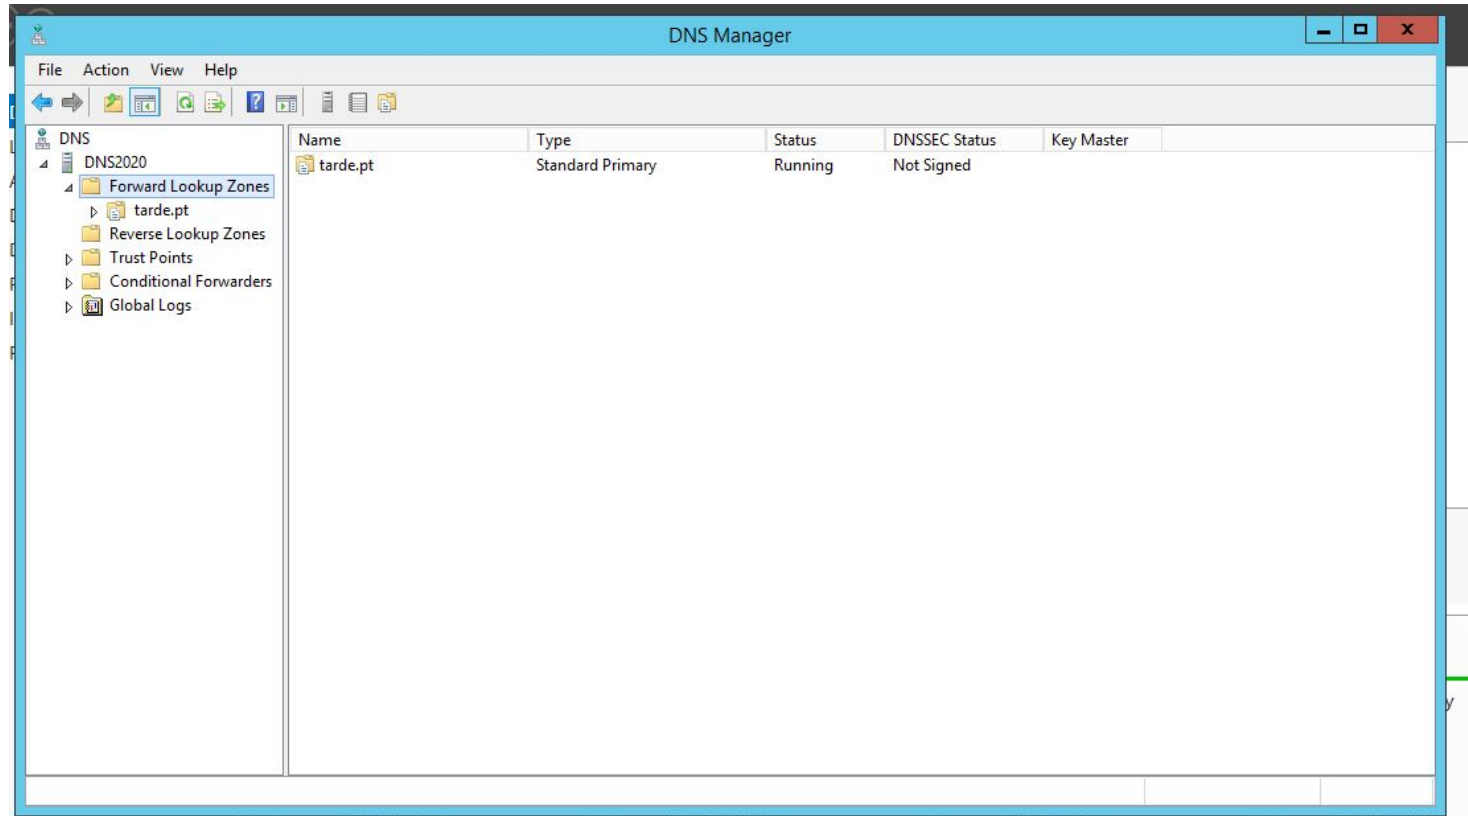 DNS Manager
File Action View Help
DNS
DNS2020
Forward Lookup Zones
tarde.pt
Reverse Lookup Zones
Trust Points
Conditional Forwarders
Global Logs
Name Type Status DNSSEC Status Key Master
tarde.pt Standard Primary Running Not Signed
y